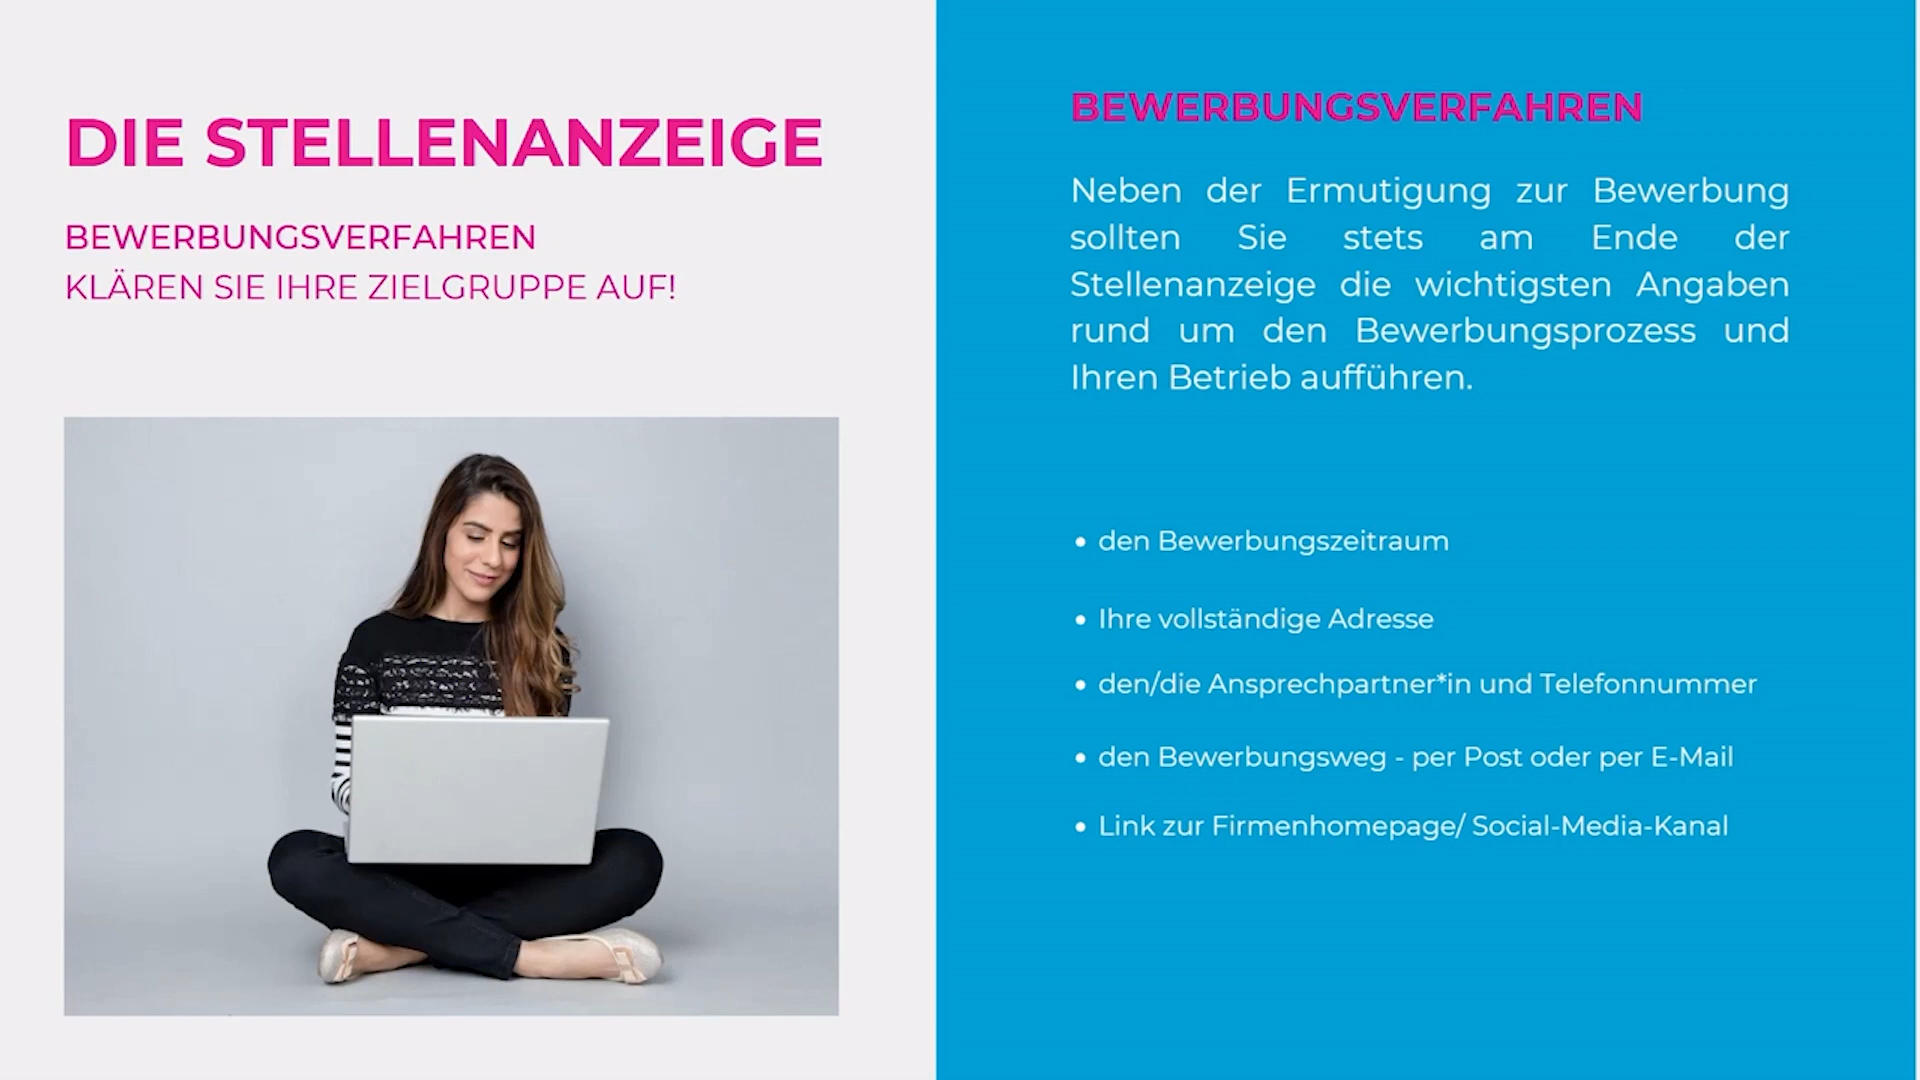 DIE STELLENANZEIGE
BEWERBUNGSVERFAHREN
KLÄREN SIE IHRE ZIELGRUPPE AUF!
BEWERBUNGSVERFAHREN
Neben der Ermutigung zur Bewerbung
sollten Sie stets am Ende der
Stellenanzeige die wichtigsten Angaben
rund um den Bewerbungsprozess und
Ihren Betrieb aufführen.
• den Bewerbungszeitraum
• Ihre vollständige Adresse
• den/die Ansprechpartner*in und Telefonnummer
• den Bewerbungsweg - per Post oder per E-Mail
• Link zur Firmenhomepage/ Social-Media-Kanal